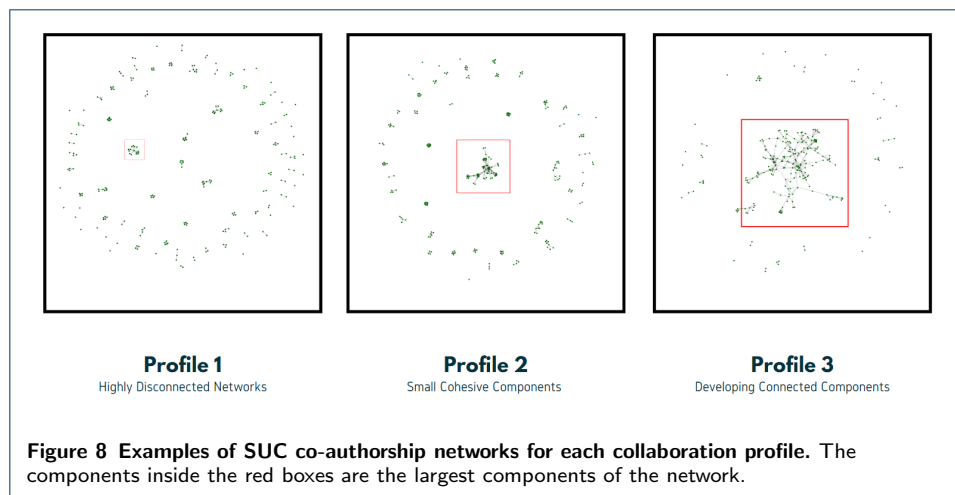 Profile 1
Highly Disconnected Networks
Profile 2
Small Cohesive Components
Profile 3
Developing Connected Components
Figure 8 Examples of SUC co-authorship networks for each collaboration profile. The
components inside the red boxes are the largest components of the network.